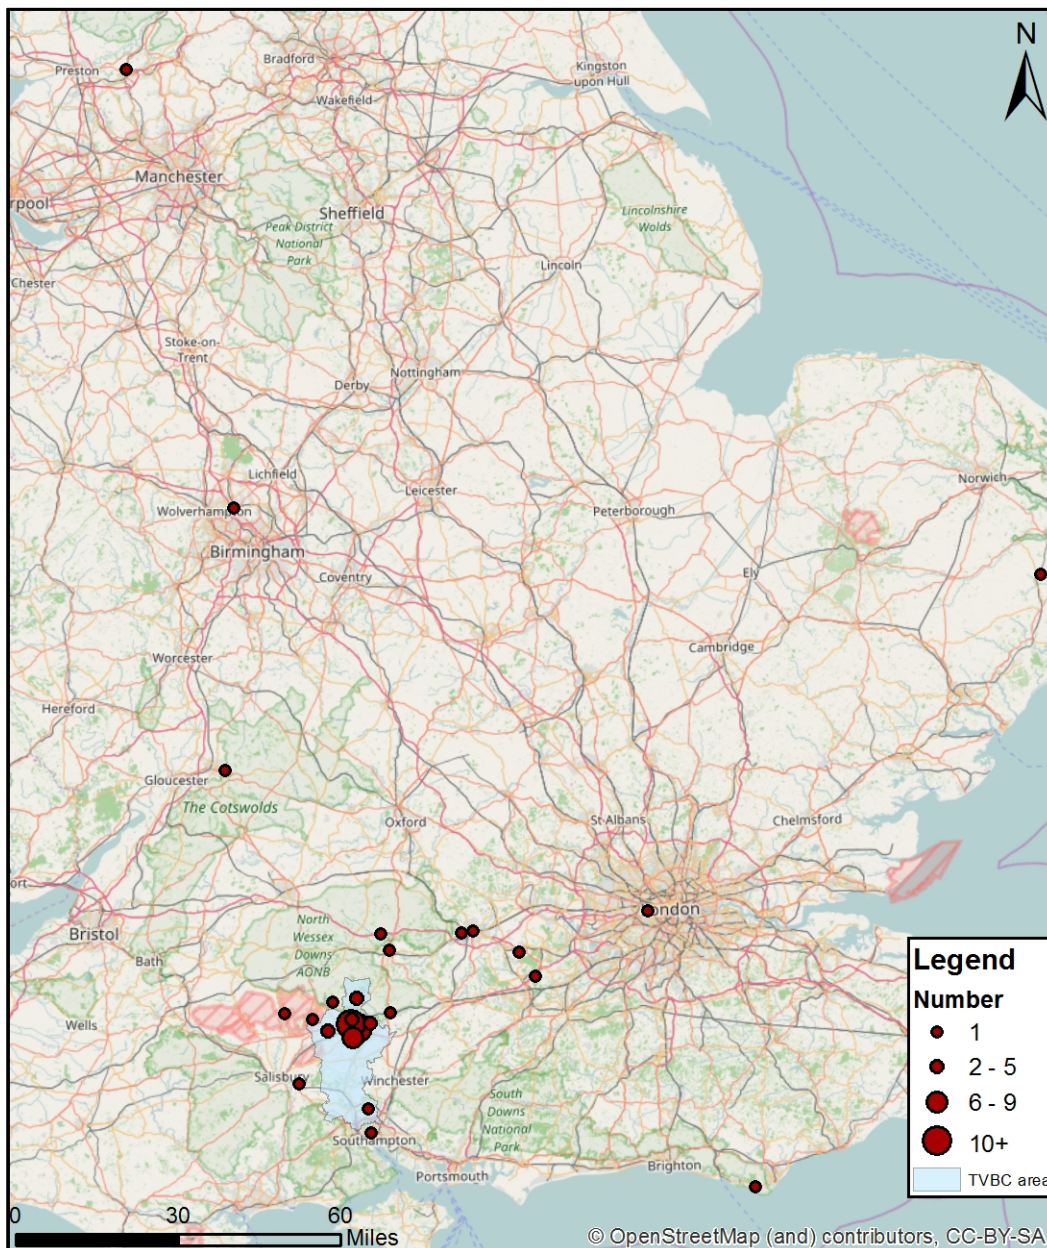 N
Bradford
Preston
Kingston
upon Hull
Wakefield
Manchester
rpool
Sheffield
Lincolnshire
Wolds
Peak District
National
Park
Lincoln
Chester
Stoke-on-
Trent
Nottingham
Derby
Lichfield
Norwich
Leicester
Wolverhampton
Peterborough
Birmingham
Ely
Coventry
Cambridge
Worcester
Hereford
Gloucester
The Cotswolds
Oxford
St Albans
Chelmsford
ort
London
North
Wessex
Downs
AONB
Bristol
Bath
Wells
Salisbury
Winchester
South
Downs
National
Park
Southampton
Brighton
Portsmouth
Legend
Number
1
2 - 5
6 - 9
10+
TVBC area
0 30 60
Miles
© OpenStreetMap (and) contributors, CC-BY-SA